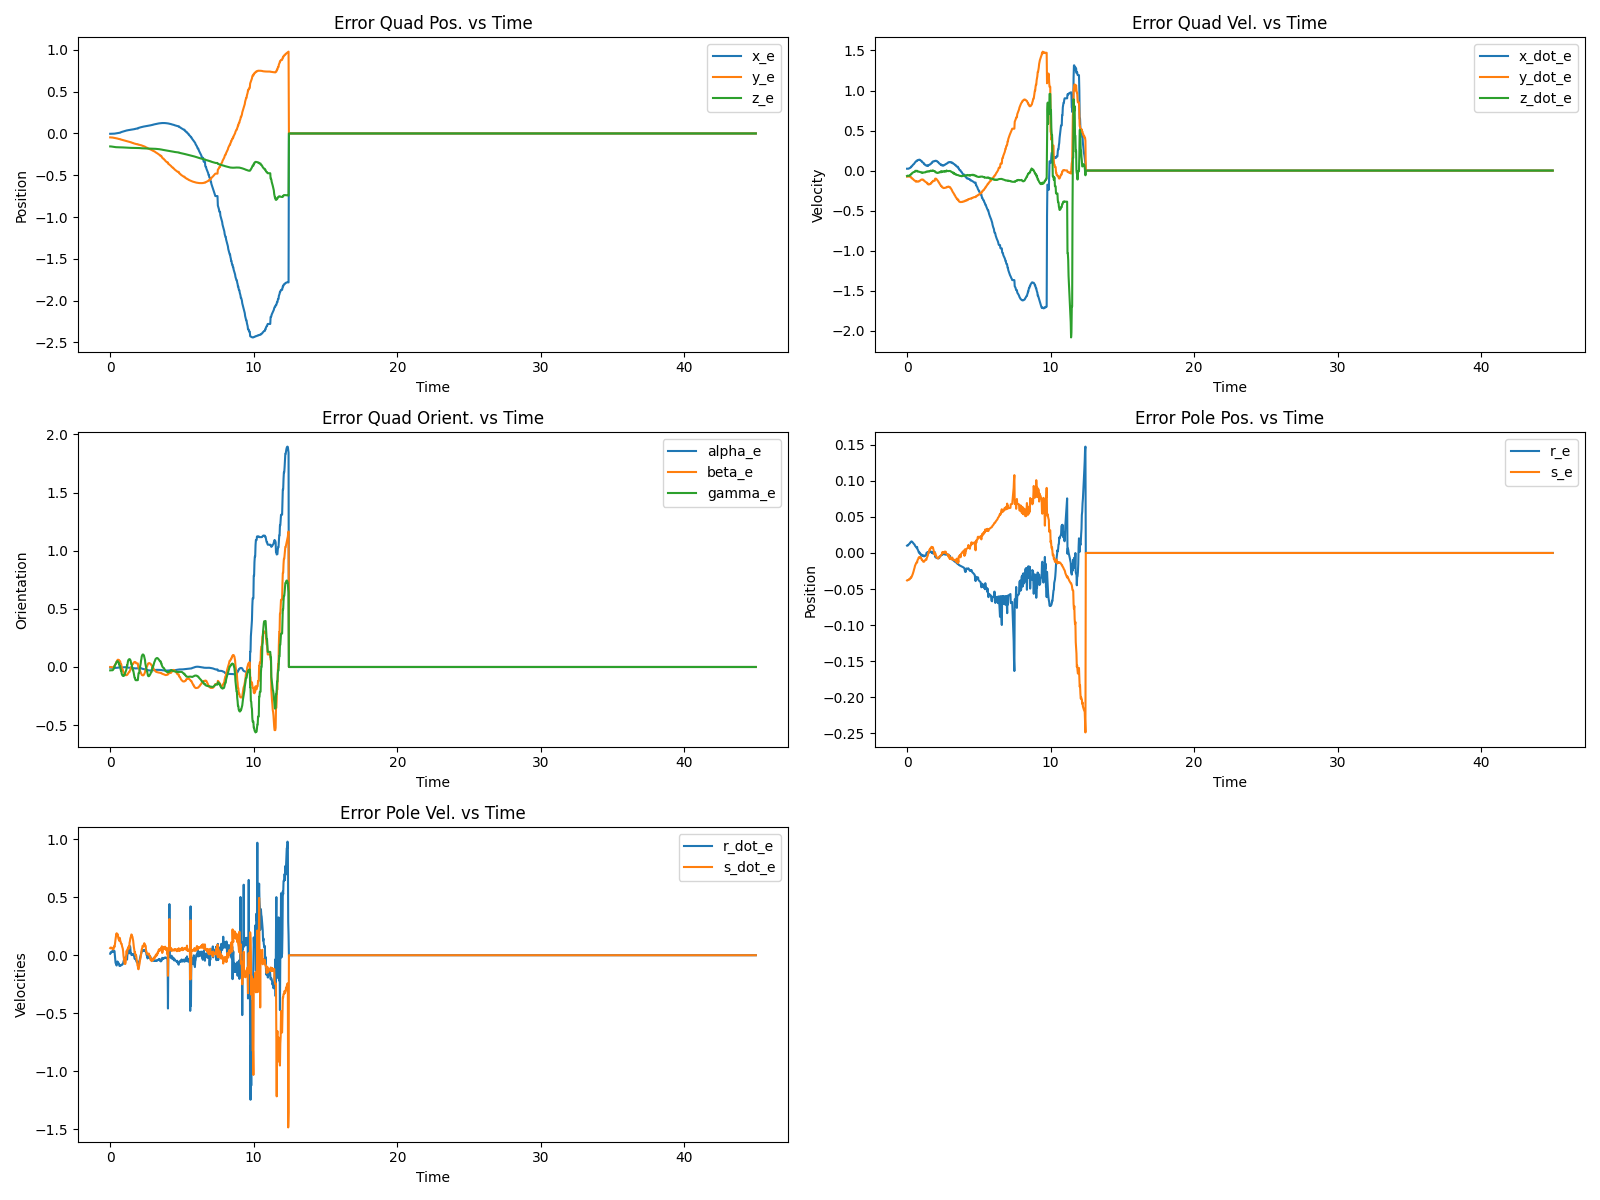 Error Quad Pos. vs Time
1.0
0.5
0.0
−0.5
−1.0
−1.5
−2.0
−2.5
Position
x_e
y_e
z_e
0 10 20 30 40
Time
Error Quad Vel. vs Time
1.5
1.0
0.5
0.0
−0.5
−1.0
−1.5
−2.0
Velocity
x_dot_e
y_dot_e
z_dot_e
0 10 20 30 40
Time
Error Quad Orient. vs Time
2.0
1.5
1.0
0.5
0.0
−0.5
Orientation
alpha_e
beta_e
gamma_e
0 10 20 30 40
Time
Error Pole Pos. vs Time
0.15
0.10
0.05
0.00
−0.05
−0.10
−0.15
−0.20
−0.25
Position
r_e
s_e
0 10 20 30 40
Time
Error Pole Vel. vs Time
1.0
0.5
0.0
−0.5
−1.0
−1.5
Velocities
r_dot_e
s_dot_e
0 10 20 30 40
Time